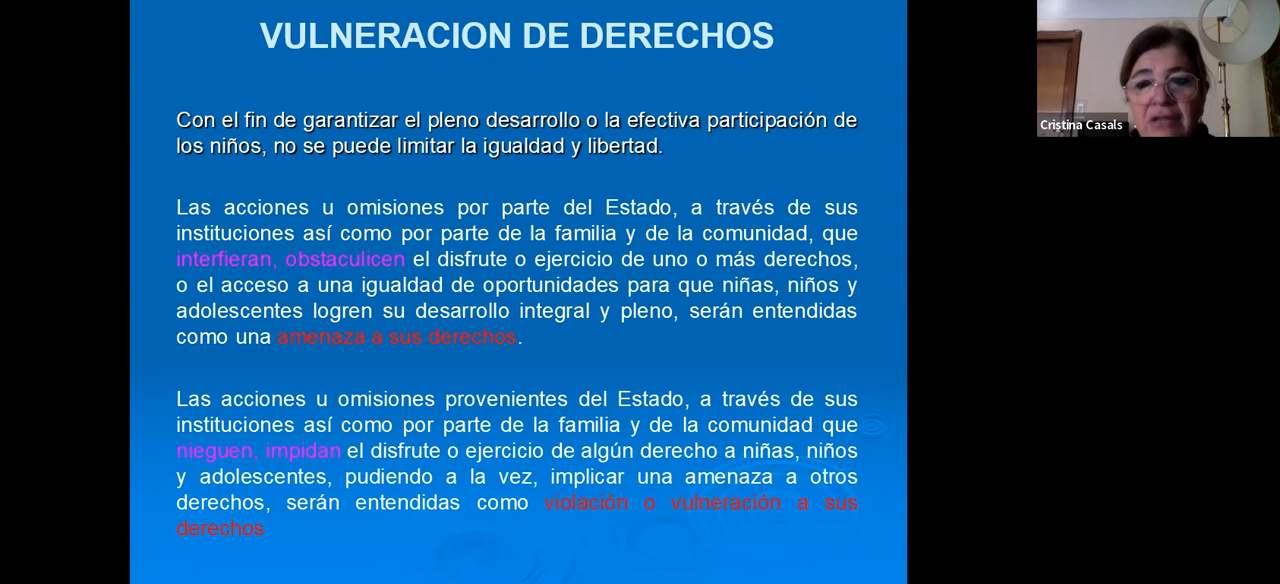 VULNERACION DE DERECHOS
Con el fin de garantizar el pleno desarrollo o la efectiva participación de
los niños, no se puede limitar la igualdad y libertad.
Las acciones u omisiones por parte del Estado, a través de sus
instituciones así como por parte de la familia y de la comunidad, que
interfieran, obstaculicen el disfrute o ejercicio de uno o más derechos,
o el acceso a una igualdad de oportunidades para que niñas, niños y
adolescentes logren su desarrollo integral y pleno, serán entendidas
como una amenaza a sus derechos.
Las acciones u omisiones provenientes del Estado, a través de sus
instituciones así como por parte de la familia y de la comunidad que
nieguen, impidan el disfrute o ejercicio de algún derecho a niñas, niños
y adolescentes, pudiendo a la vez, implicar una amenaza a otros
derechos, serán entendidas como violación o vulneración a sus
derechos
Cristina Casals